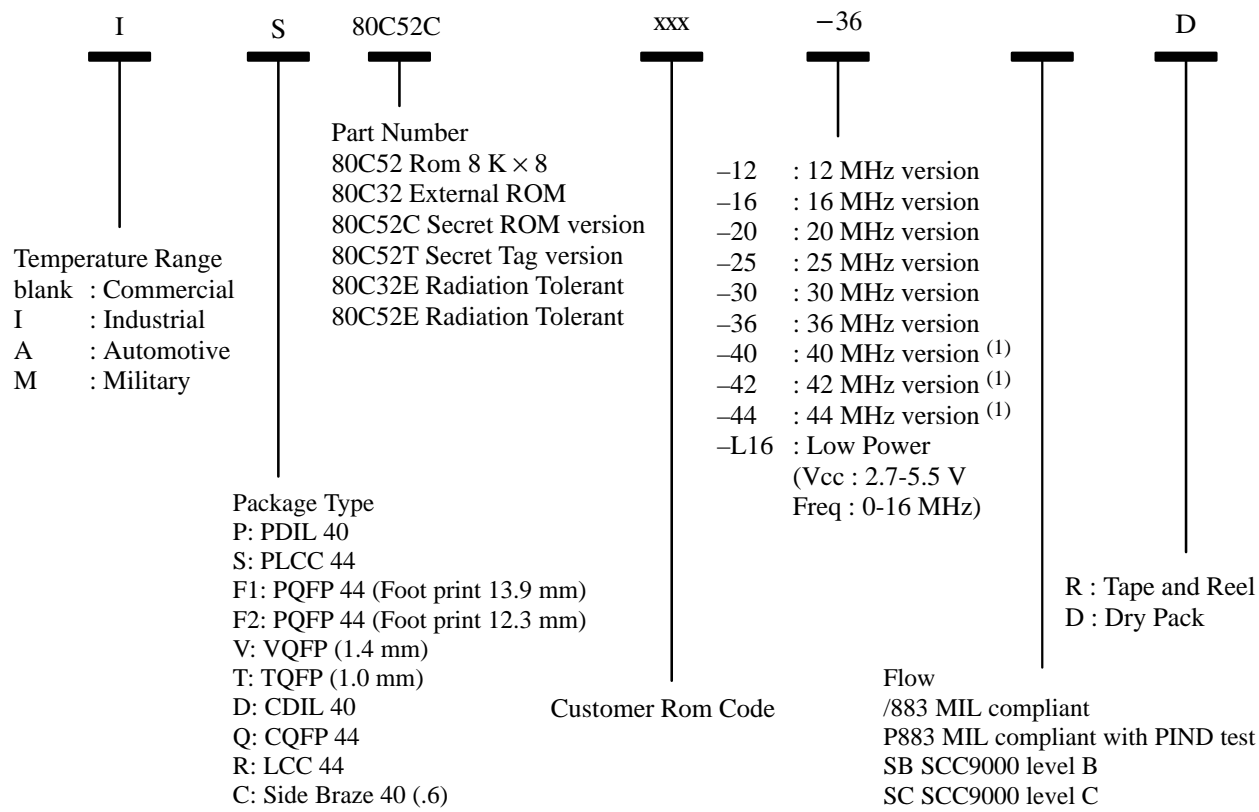 I S 80C52C xxx −36 D
Part Number
80C52 Rom 8 K × 8
80C32 External ROM
80C52C Secret ROM version
80C52T Secret Tag version
80C32E Radiation Tolerant
80C52E Radiation Tolerant
–12 : 12 MHz version
–16 : 16 MHz version
–20 : 20 MHz version
–25 : 25 MHz version
–30 : 30 MHz version
–36 : 36 MHz version
–40 : 40 MHz version (1)
–42 : 42 MHz version (1)
–44 : 44 MHz version (1)
–L16 : Low Power
(Vcc : 2.7-5.5 V
Freq : 0-16 MHz)
Temperature Range
blank : Commercial
I : Industrial
A : Automotive
M : Military
Package Type
P: PDIL 40
S: PLCC 44
F1: PQFP 44 (Foot print 13.9 mm)
F2: PQFP 44 (Foot print 12.3 mm)
V: VQFP (1.4 mm)
T: TQFP (1.0 mm)
D: CDIL 40
Q: CQFP 44
R: LCC 44
C: Side Braze 40 (.6)
Customer Rom Code
R : Tape and Reel
D : Dry Pack
Flow
/883 MIL compliant
P883 MIL compliant with PIND test
SB SCC9000 level B
SC SCC9000 level C